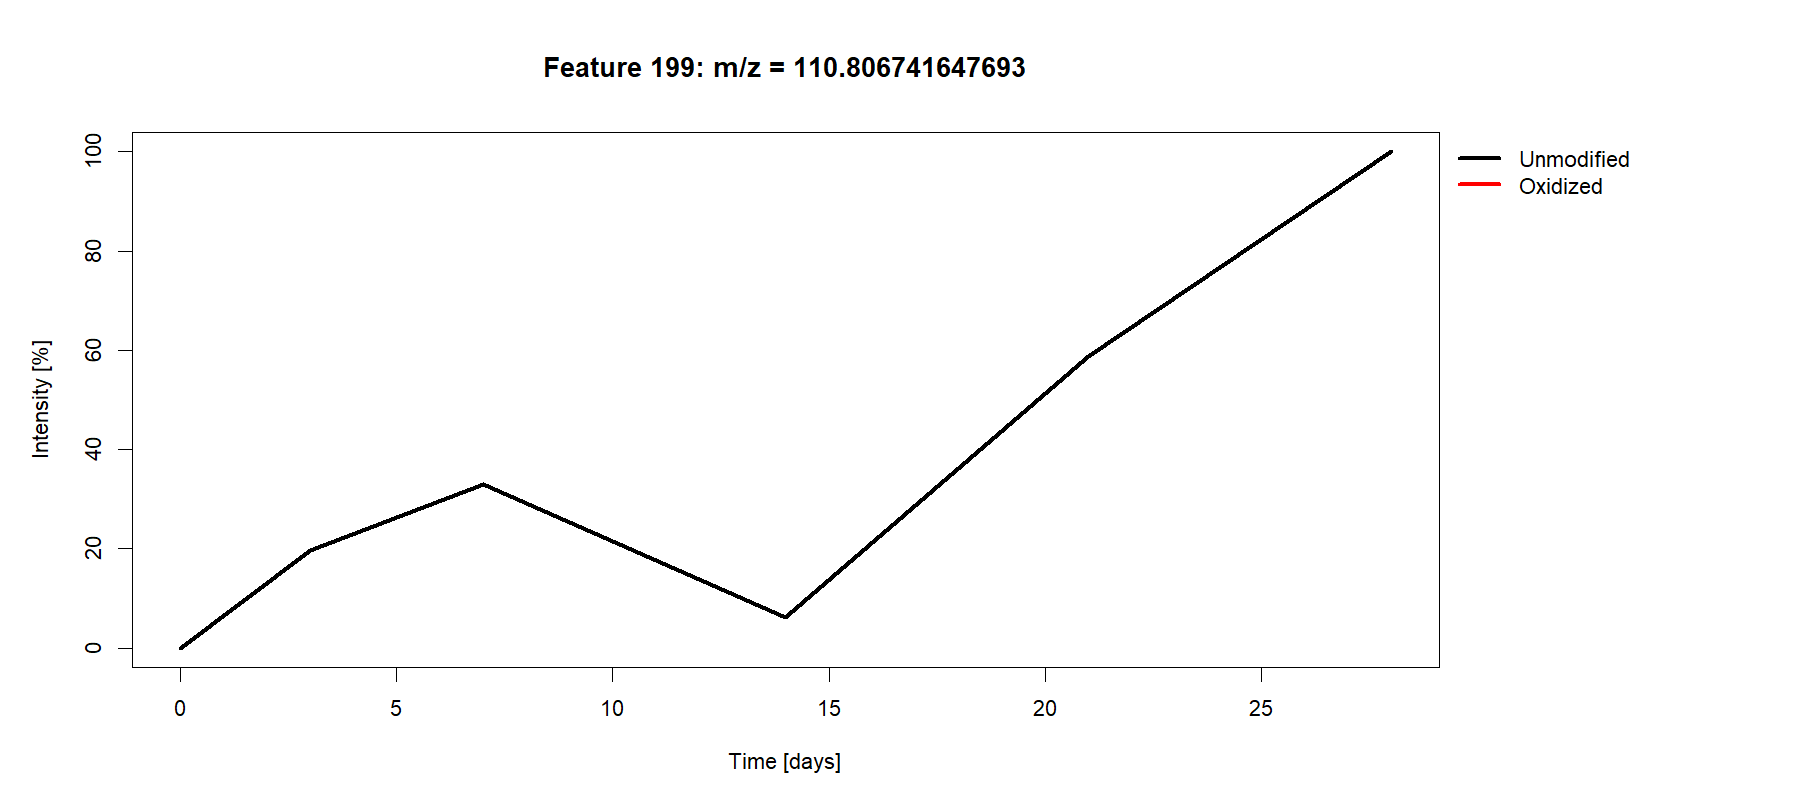 Feature 199: m/z = 110.806741647693
Unmodified
Oxidized
100
80
60
40
20
0
Intensity [%]
0 5 10 15 20 25
Time [days]